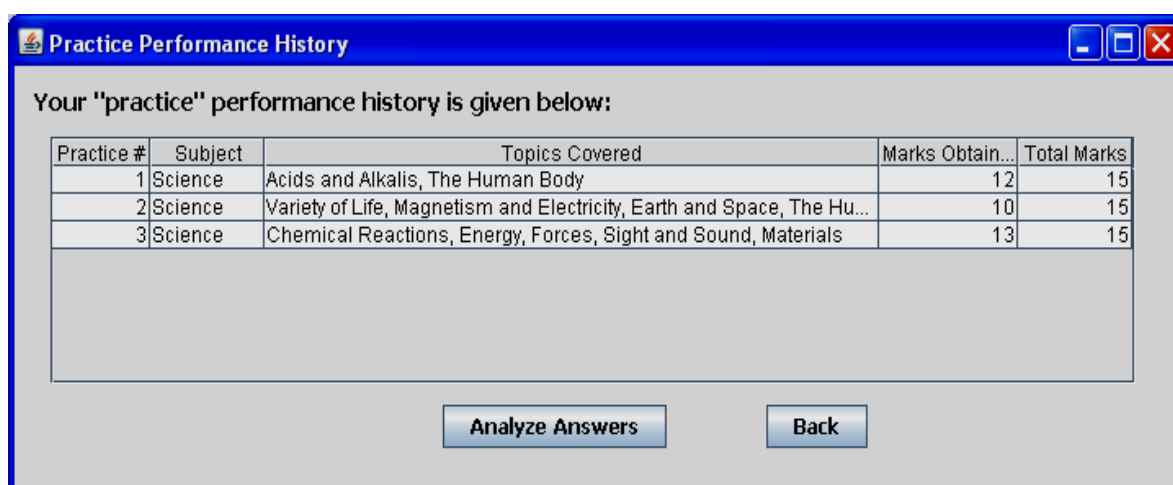 Practice Performance History
Your "practice" performance history is given below:
Practice # Subject Topics Covered Marks Obtain... Total Marks
1 Science Acids and Alkalis, The Human Body 12 15
2 Science Variety of Life, Magnetism and Electricity, Earth and Space, The Hu... 10 15
3 Science Chemical Reactions, Energy, Forces, Sight and Sound, Materials 13 15
Analyze Answers Back